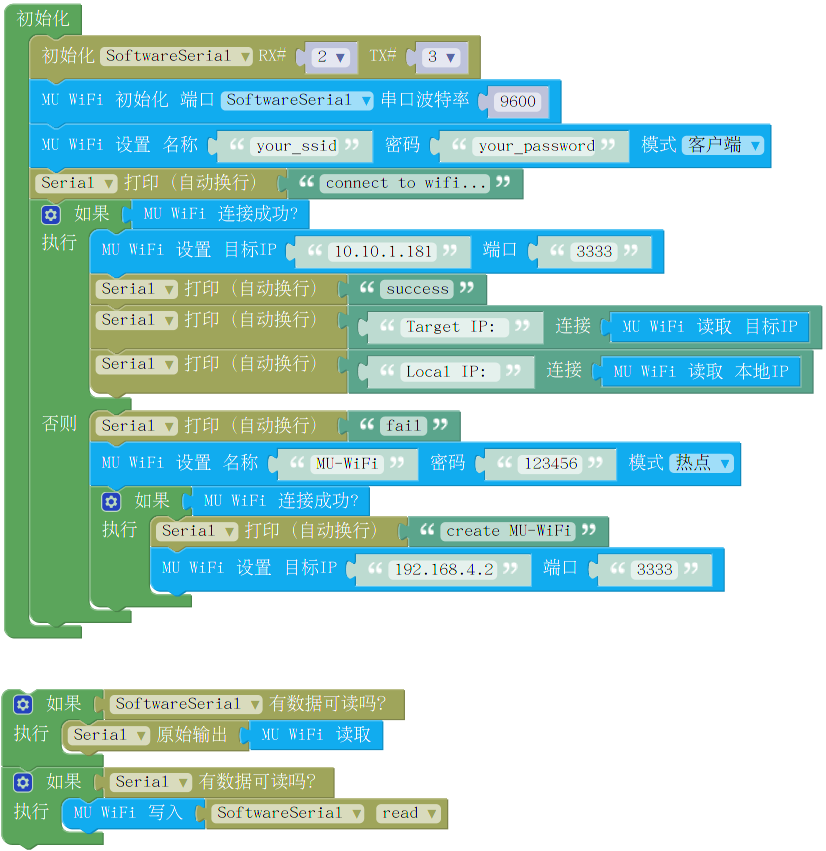 初始化
初始化 SoftwareSerial ▼ RX# 2 ▼ TX# 3 ▼
MU WiFi 初始化 端口 SoftwareSerial ▼ 串口波特率 9600
MU WiFi 设置 名称 “ your_ssid ” 密码 “ your_password ” 模式 客户端 ▼
Serial ▼ 打印（自动换行） “ connect to wifi... ”
如果 MU WiFi 连接成功?
执行 MU WiFi 设置 目标IP “ 10.10.1.181 ” 端口 “ 3333 ”
Serial ▼ 打印（自动换行） “ success ”
Serial ▼ 打印（自动换行） “ Target IP: ” 连接 MU WiFi 读取 目标IP
Serial ▼ 打印（自动换行） “ Local IP: ” 连接 MU WiFi 读取 本地IP
否则 Serial ▼ 打印（自动换行） “ fail ”
MU WiFi 设置 名称 “ MU-WiFi ” 密码 “ 123456 ” 模式 热点 ▼
如果 MU WiFi 连接成功?
执行 Serial ▼ 打印（自动换行） “ create MU-WiFi ”
MU WiFi 设置 目标IP “ 192.168.4.2 ” 端口 “ 3333 ”
如果 SoftwareSerial ▼ 有数据可读吗?
执行 Serial ▼ 原始输出 MU WiFi 读取
如果 Serial ▼ 有数据可读吗?
执行 MU WiFi 写入 SoftwareSerial ▼ read ▼